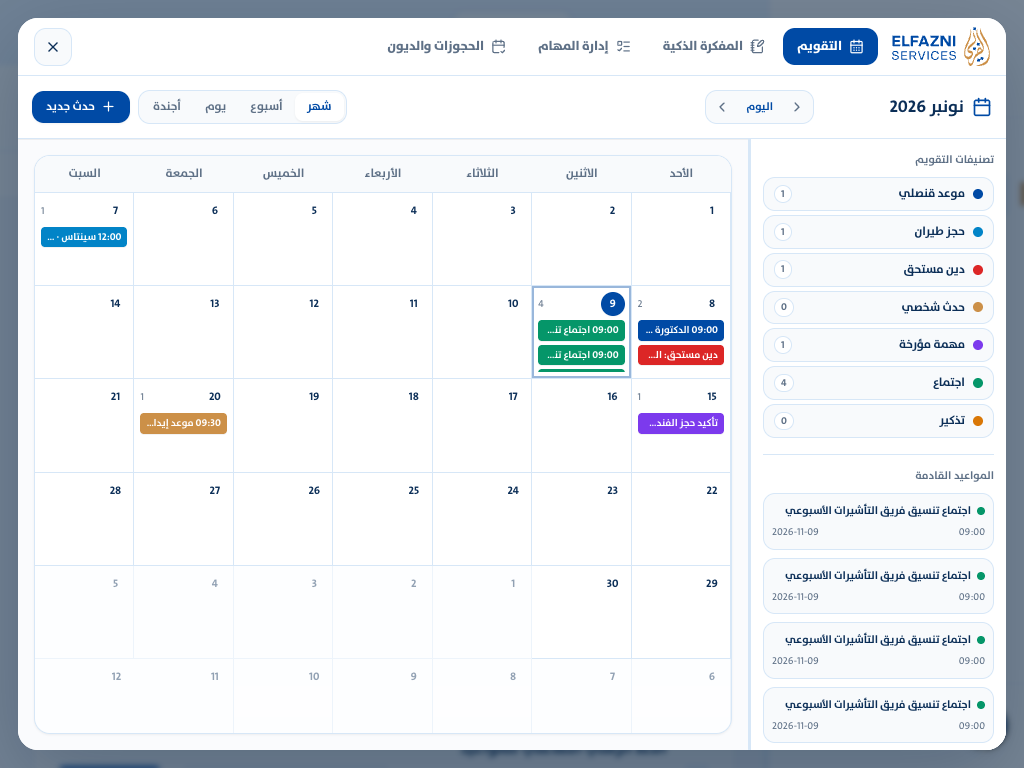 ELFAZNI
SERVICES
التقويم
المفكرة الذكية
إدارة المهام
الحجوزات والديون
نونبر 2026
اليوم
شهر
أسبوع
يوم
أجندة
حدث جديد
تصنيفات التقويم
موعد قنصلي 1
حجز طيران 1
دين مستحق 1
حدث شخصي 0
مهمة مؤرخة 1
اجتماع 4
تذكير 0
المواعيد القادمة
اجتماع تنسيق فريق التأشيرات الأسبوعي
09:00 2026-11-09
اجتماع تنسيق فريق التأشيرات الأسبوعي
09:00 2026-11-09
اجتماع تنسيق فريق التأشيرات الأسبوعي
09:00 2026-11-09
اجتماع تنسيق فريق التأشيرات الأسبوعي
09:00 2026-11-09
الأحد الاثنين الثلاثاء الأربعاء الخميس الجمعة السبت
1 2 3 4 5 6 7 1
12:00 سينتاس - ...
8 2 9 4 10 11 12 13 14
09:00 الدكتورة ... 09:00 اجتماع تنـ...
دين مستحق: الـ... 09:00 اجتماع تنـ...
15 1 16 17 18 19 20 1 21
تأكيد حجز الفند... 09:30 موعد إيدا...
22 23 24 25 26 27 28
29 30 1 2 3 4 5
6 7 8 9 10 11 12